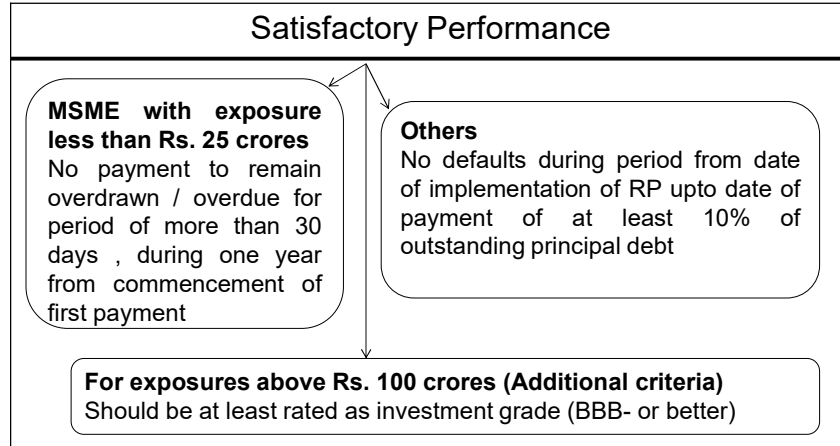 Satisfactory Performance
MSME with exposure
less than Rs. 25 crores
No payment to remain
overdrawn / overdue for
period of more than 30
days , during one year
from commencement of
first payment
Others
No defaults during period from date
of implementation of RP upto date of
payment of at least 10% of
outstanding principal debt
For exposures above Rs. 100 crores (Additional criteria)
Should be at least rated as investment grade (BBB- or better)